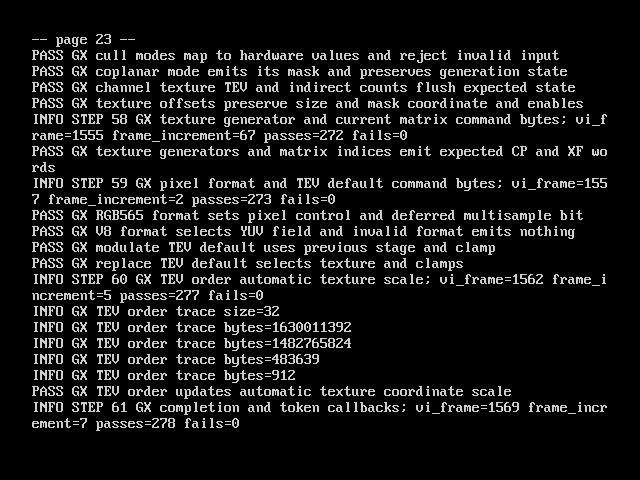 -- page 23 --
PASS GX cull modes map to hardware values and reject invalid input
PASS GX coplanar mode emits its mask and preserves generation state
PASS GX channel texture TEV and indirect counts flush expected state
PASS GX texture offsets preserve size and mask coordinate and enables
INFO STEP 58 GX texture generator and current matrix command bytes; vi_f
rame=1555 frame_increment=67 passes=272 fails=0
PASS GX texture generators and matrix indices emit expected CP and XF wo
rds
INFO STEP 59 GX pixel format and TEV default command bytes; vi_frame=155
7 frame_increment=2 passes=273 fails=0
PASS GX RGB565 format sets pixel control and deferred multisample bit
PASS GX V8 format selects YUV field and invalid format emits nothing
PASS GX modulate TEV default uses previous stage and clamp
PASS GX replace TEV default selects texture and clamps
INFO STEP 60 GX TEV order automatic texture scale; vi_frame=1562 frame_i
ncrement=5 passes=277 fails=0
INFO GX TEV order trace size=32
INFO GX TEV order trace bytes=1630011392
INFO GX TEV order trace bytes=1482765824
INFO GX TEV order trace bytes=483639
INFO GX TEV order trace bytes=912
PASS GX TEV order updates automatic texture coordinate scale
INFO STEP 61 GX completion and token callbacks; vi_frame=1569 frame_incr
ement=7 passes=278 fails=0